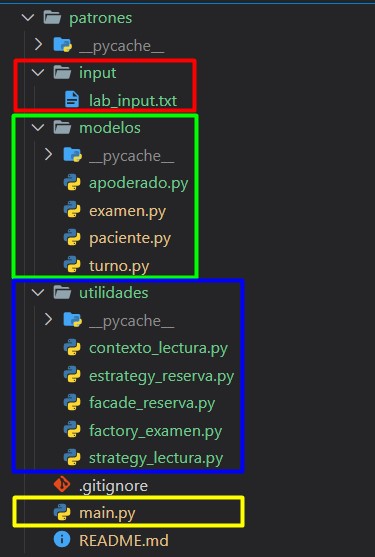 patrones
__pycache__
input
lab_input.txt
modelos
__pycache__
apoderado.py
examen.py
paciente.py
turno.py
utilidades
__pycache__
contexto_lectura.py
estrategy_reserva.py
facade_reserva.py
factory_examen.py
strategy_lectura.py
.gitignore
main.py
README.md